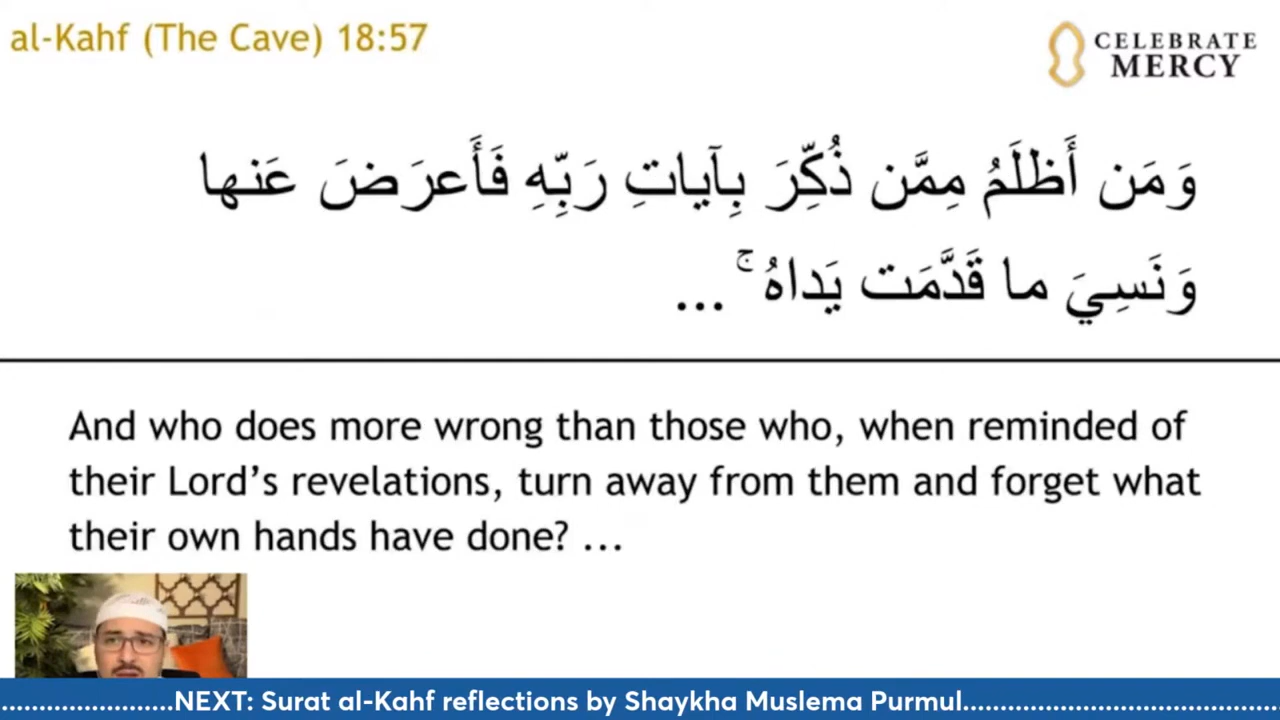 al-Kahf (The Cave) 18:57
CELEBRATE
MERCY
وَمَن أَظلَمُ مِمَّن ذُكِّرَ بِآيَاتِ رَبِّهِ فَأَعرَضَ عَنها
وَنَسِيَ ما قَدَّمَت يَداهُ ۚ ...
And who does more wrong than those who, when reminded of
their Lord’s revelations, turn away from them and forget what
their own hands have done? ...
.......................NEXT: Surat al-Kahf reflections by Shaykha Muslema Purmul...........................................